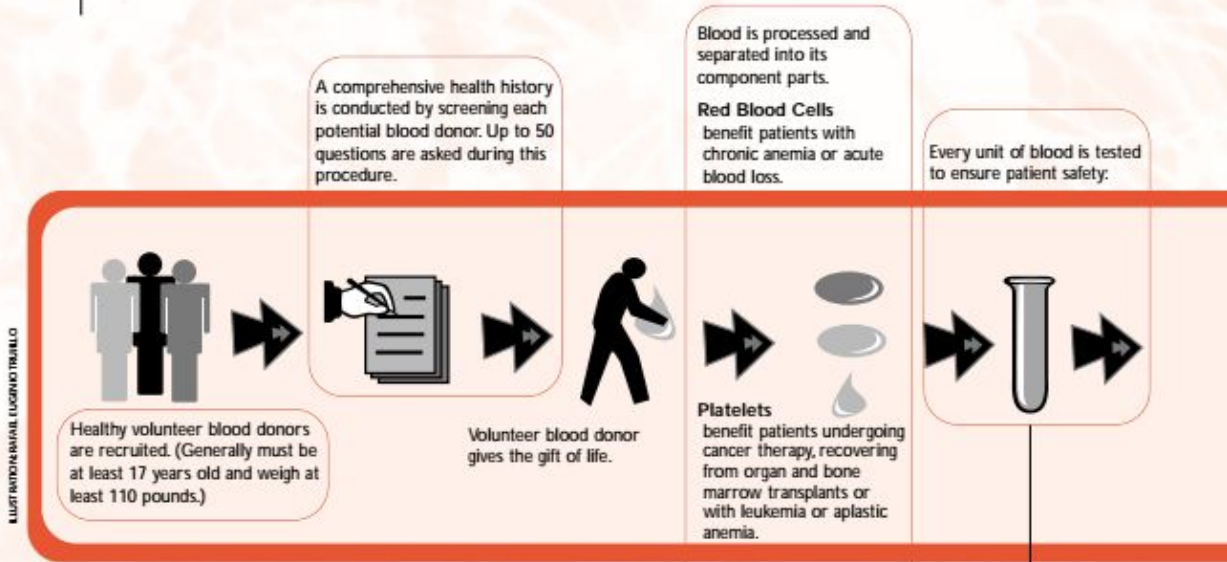 A comprehensive health history
is conducted by screening each
potential blood donor. Up to 50
questions are asked during this
procedure.
Blood is processed and
separated into its
component parts.
Red Blood Cells
benefit patients with
chronic anemia or acute
blood loss.
Every unit of blood is tested
to ensure patient safety:
Healthy volunteer blood donors
are recruited. (Generally must be
at least 17 years old and weigh at
least 110 pounds.)
Volunteer blood donor
gives the gift of life.
Platelets
benefit patients undergoing
cancer therapy, recovering
from organ and bone
marrow transplants or
with leukemia or aplastic
anemia.
ILLUSTRATION: RAFAEL EUGENIO TRUJILLO